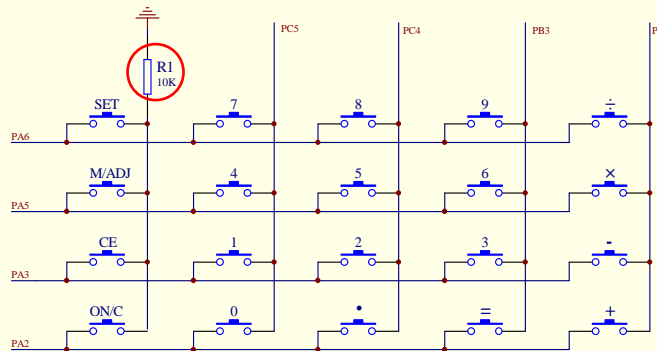 PC5 PC4 PB3 P
R1
10K
SET 7 8 9 ÷
PA6
M/ADJ 4 5 6 ×
PA5
CE 1 2 3 -
PA3
ON/C 0 • = +
PA2